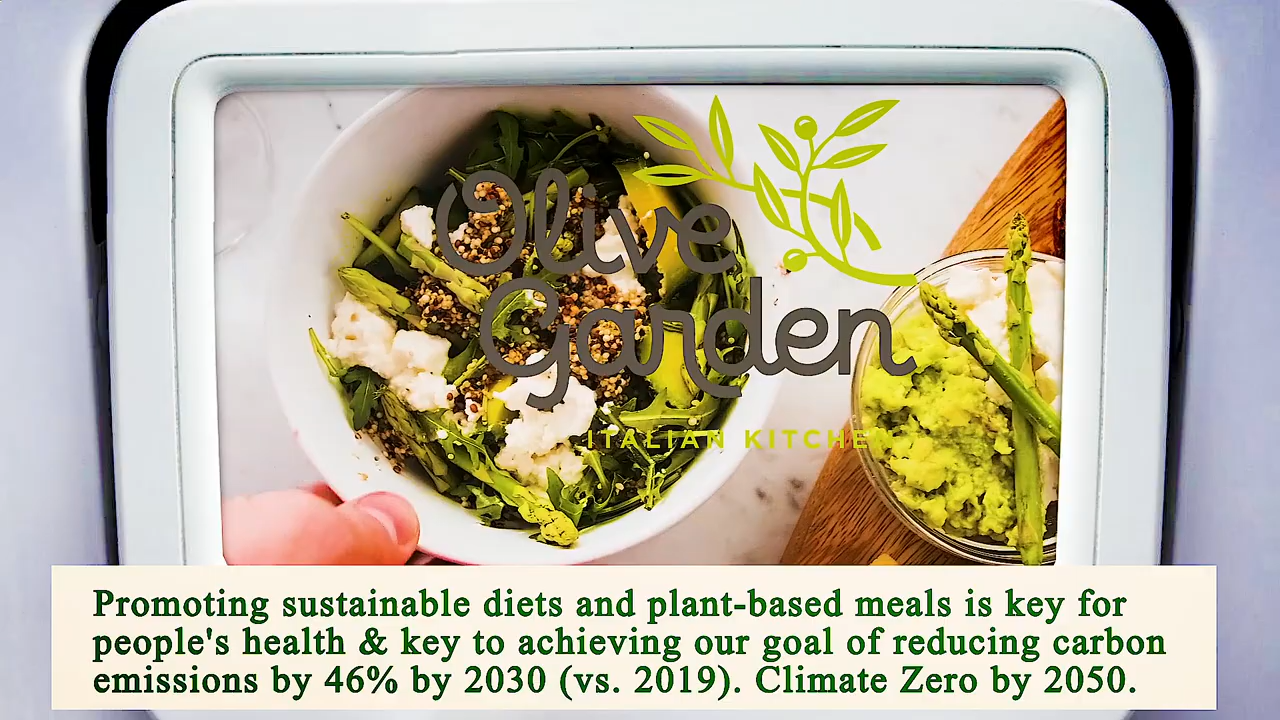 Olive
Garden
ITALIAN KITCHEN
Promoting sustainable diets and plant-based meals is key for
people's health & key to achieving our goal of reducing carbon
emissions by 46% by 2030 (vs. 2019). Climate Zero by 2050.